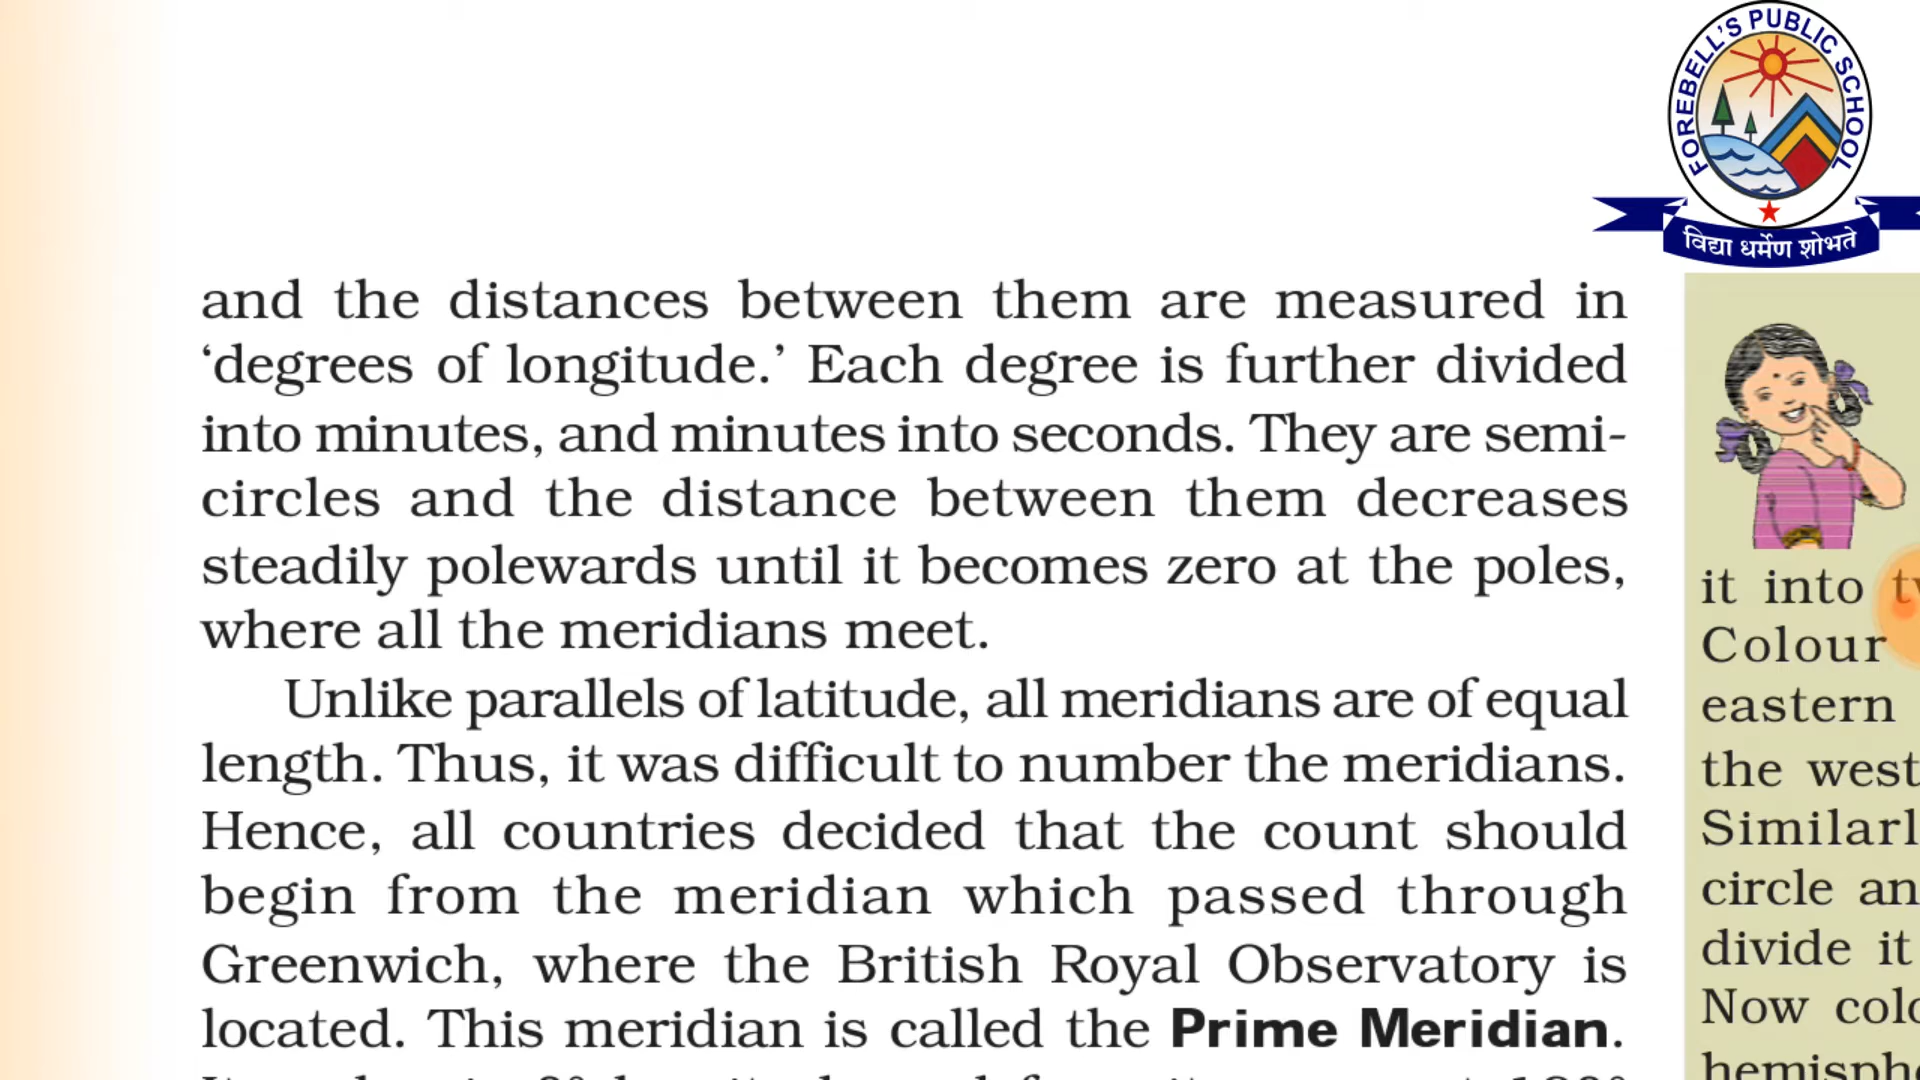 FOREBELL'S PUBLIC SCHOOL
विद्या धर्मेण शोभते
and the distances between them are measured in
‘degrees of longitude.’ Each degree is further divided
into minutes, and minutes into seconds. They are semi-
circles and the distance between them decreases
steadily polewards until it becomes zero at the poles,
where all the meridians meet.
Unlike parallels of latitude, all meridians are of equal
length. Thus, it was difficult to number the meridians.
Hence, all countries decided that the count should
begin from the meridian which passed through
Greenwich, where the British Royal Observatory is
located. This meridian is called the Prime Meridian.
it into
Colour
eastern
the west
circle
divide it
Now